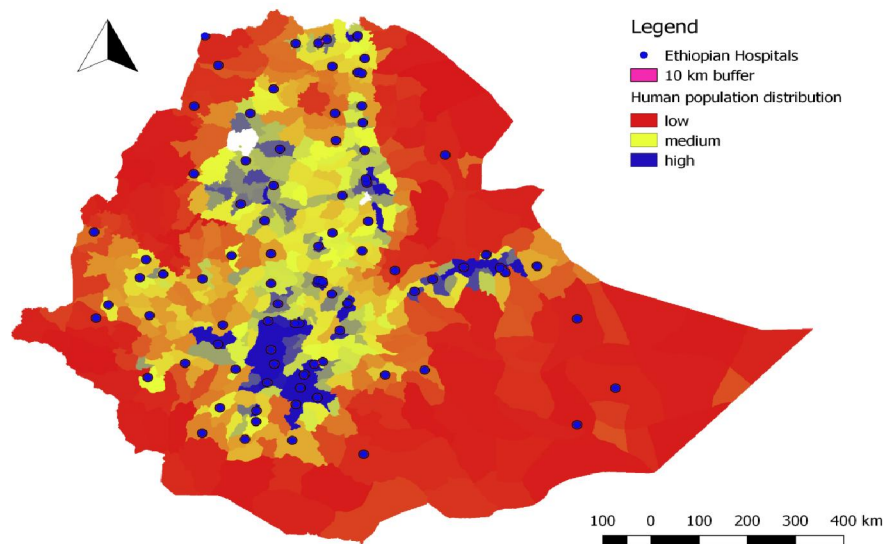 Legend
Ethiopian Hospitals
10 km buffer
Human population distribution
low
medium
high
100 0 100 200 300 400 km